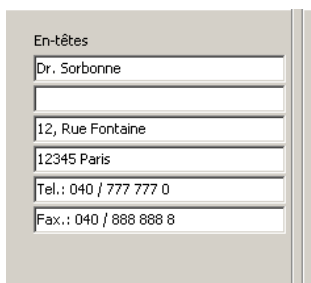 En-têtes
Dr. Sorbonne
12, Rue Fontaine
12345 Paris
Tel.: 040 / 777 777 0
Fax.: 040 / 888 888 8